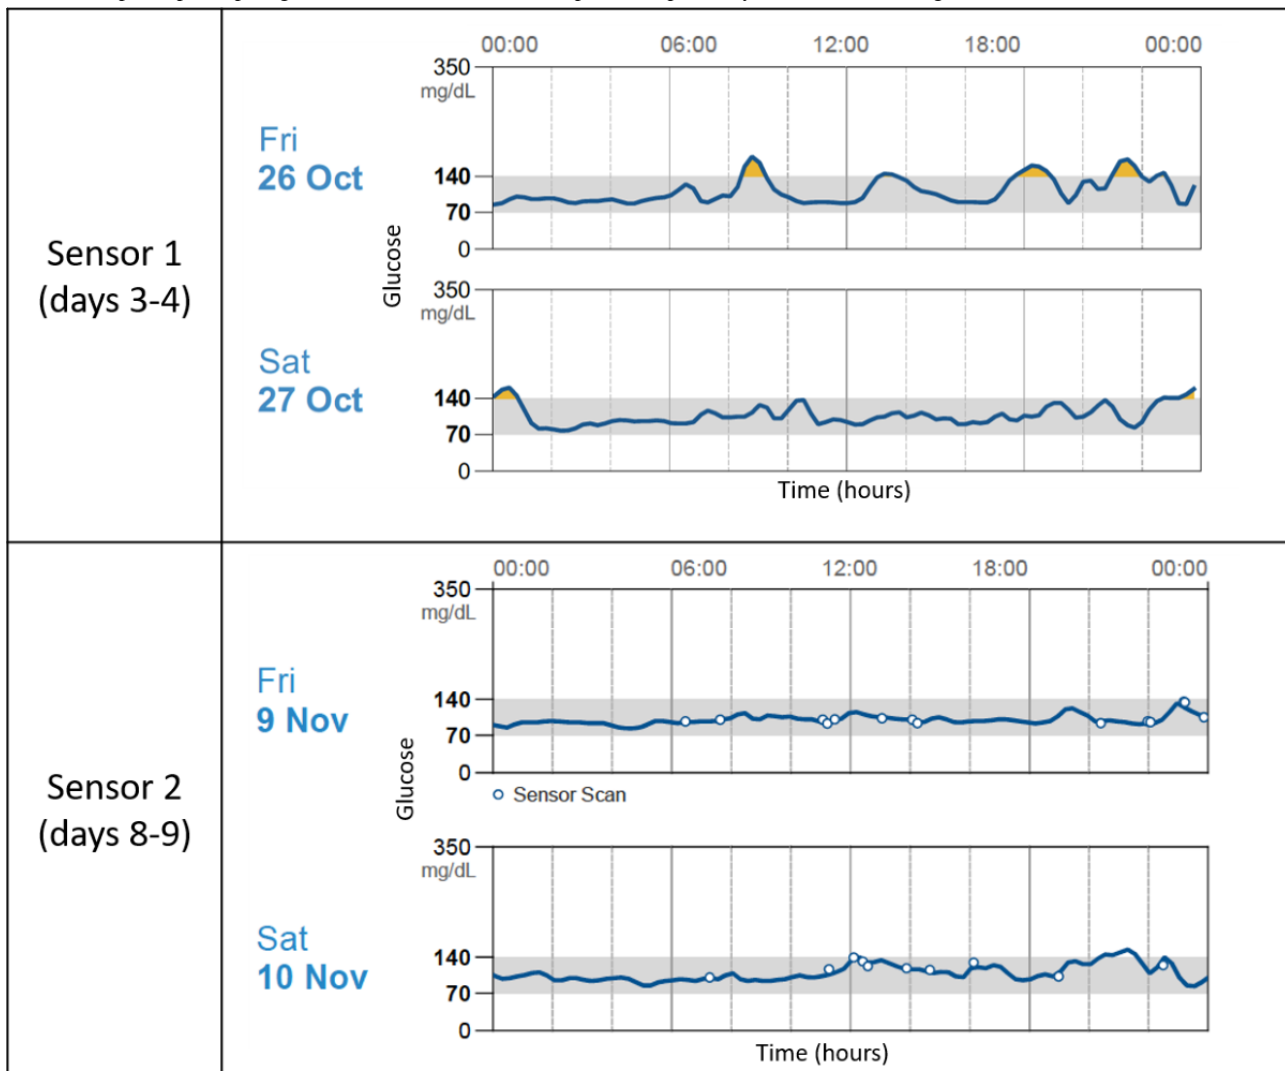 Sensor 1
(days 3-4)
00:00 06:00 12:00 18:00 00:00
350
mg/dL
Fri
26 Oct
140
70
0
Glucose
350
mg/dL
Sat
27 Oct
140
70
0
Time (hours)
Sensor 2
(days 8-9)
00:00 06:00 12:00 18:00 00:00
350
mg/dL
Fri
9 Nov
140
70
0
Sensor Scan
Glucose
350
mg/dL
Sat
10 Nov
140
70
0
Time (hours)